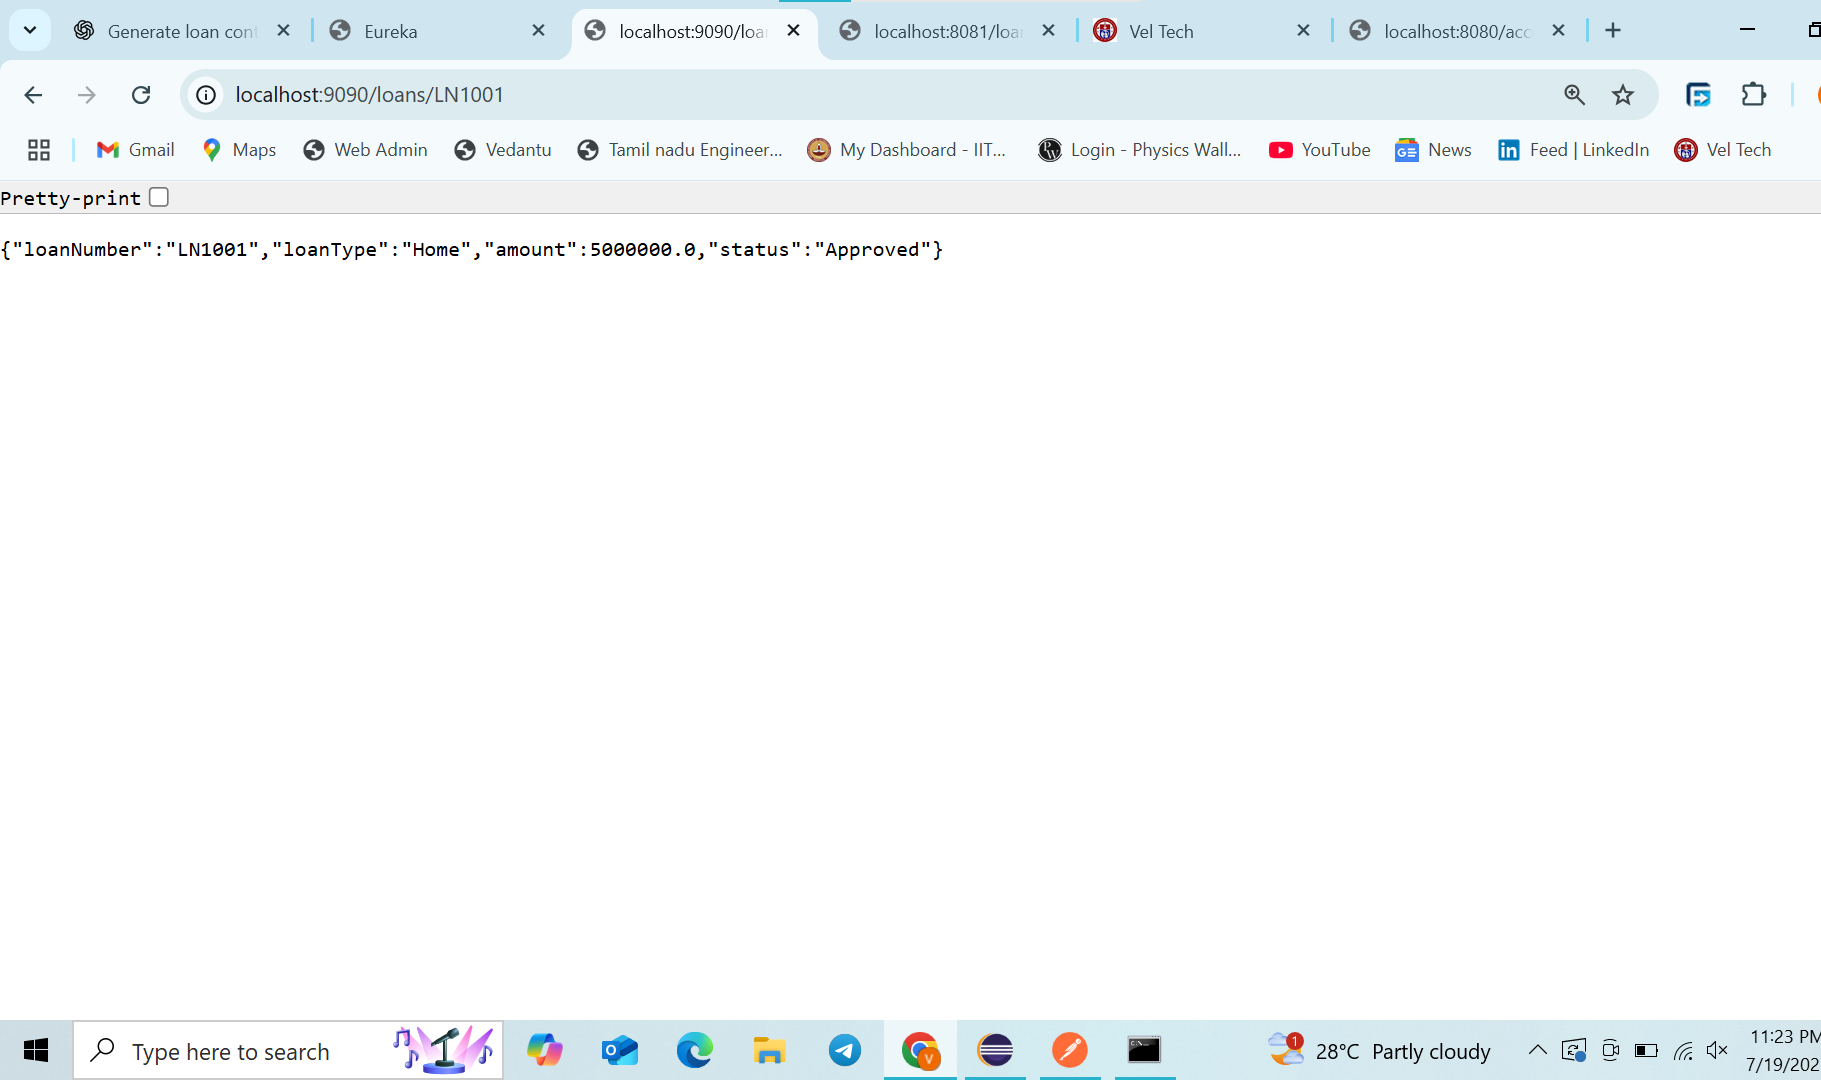 Generate loan cont
Eureka
localhost:9090/loa
localhost:8081/loa
Vel Tech
localhost:8080/acc
localhost:9090/loans/LN1001
Gmail
Maps
Web Admin
Vedantu
Tamil nadu Engineer...
My Dashboard - IIT...
Login - Physics Wall...
YouTube
News
Feed | LinkedIn
Vel Tech
Pretty-print
{"loanNumber":"LN1001","loanType":"Home","amount":5000000.0,"status":"Approved"}
Type here to search
V
1
28°C Partly cloudy
11:23 PM
7/19/202